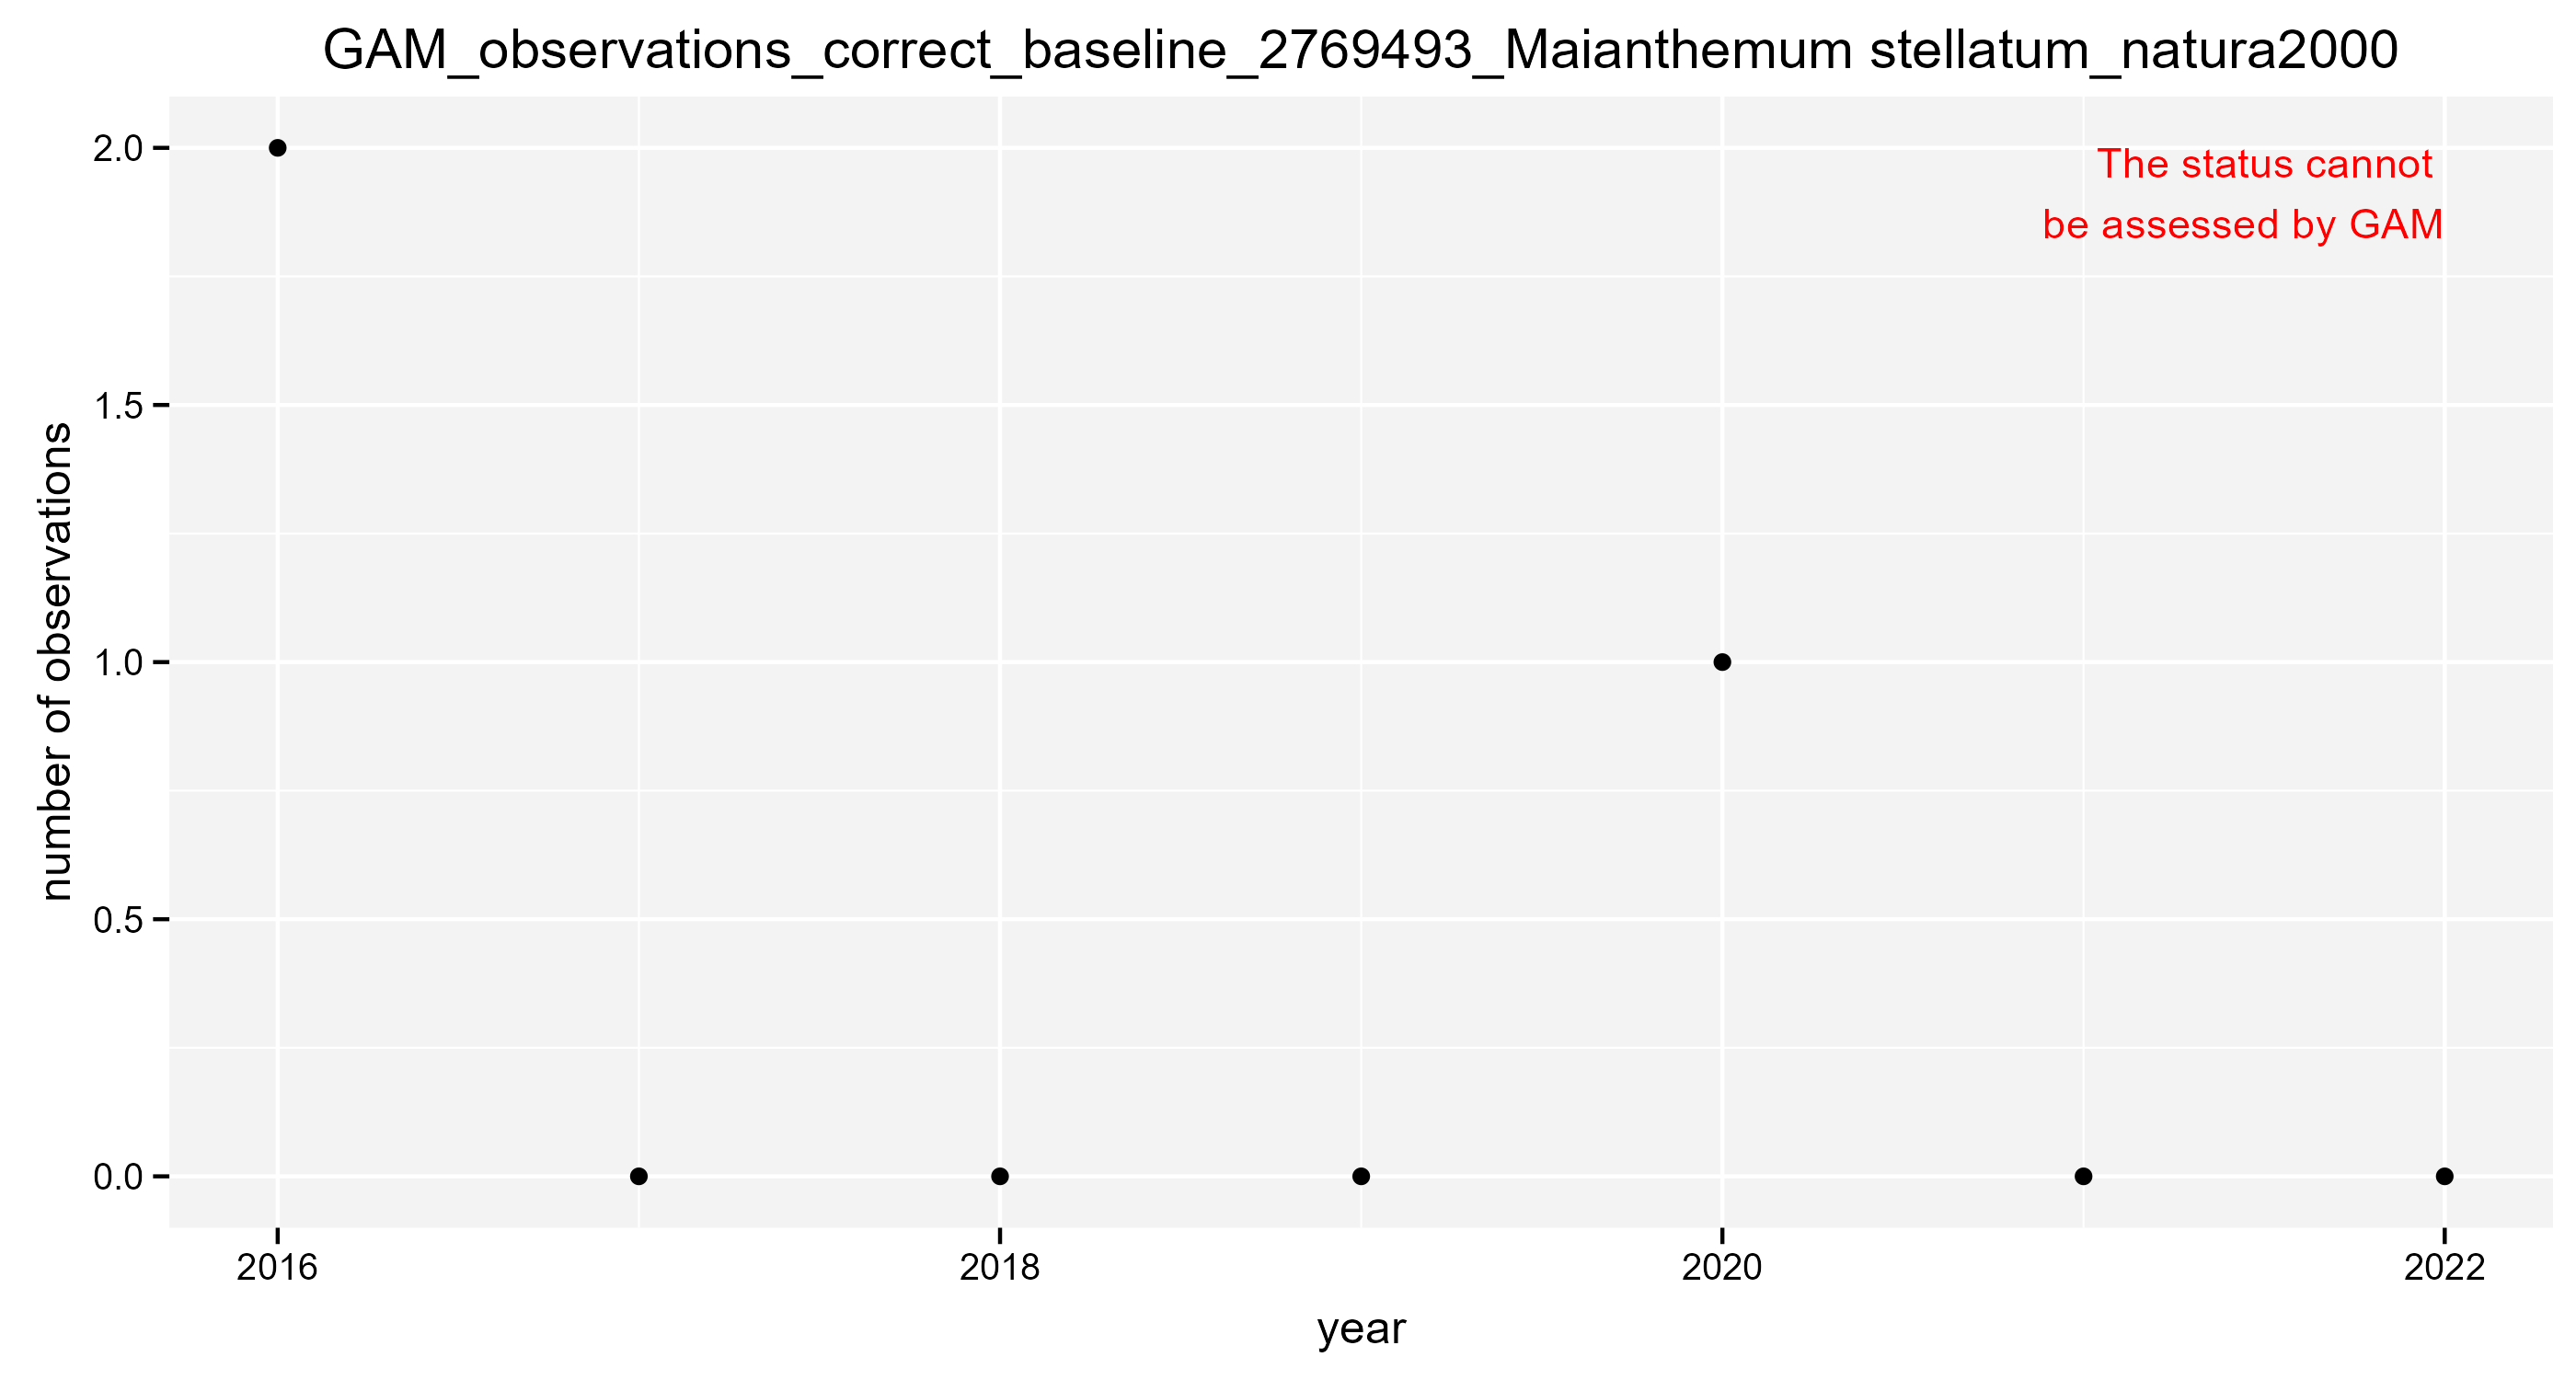 GAM_observations_correct_baseline_2769493_Maianthemum stellatum_natura2000
The status cannot
be assessed by GAM
number of observations
2.0
1.5
1.0
0.5
0.0
2016
2018
2020
2022
year